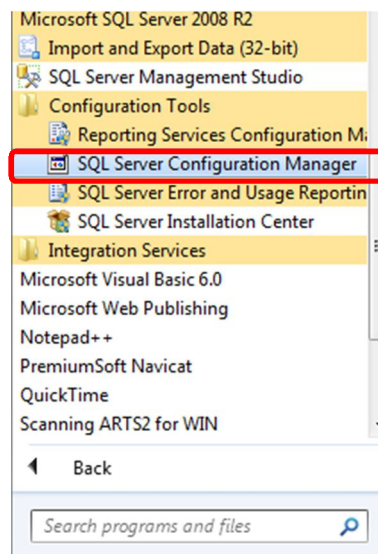 Microsoft SQL Server 2008 R2
Import and Export Data (32-bit)
SQL Server Management Studio
Configuration Tools
Reporting Services Configuration Ma
SQL Server Configuration Manager
SQL Server Error and Usage Reportin
SQL Server Installation Center
Integration Services
Microsoft Visual Basic 6.0
Microsoft Web Publishing
Notepad++
PremiumSoft Navicat
QuickTime
Scanning ARTS2 for WIN
Back
Search programs and files